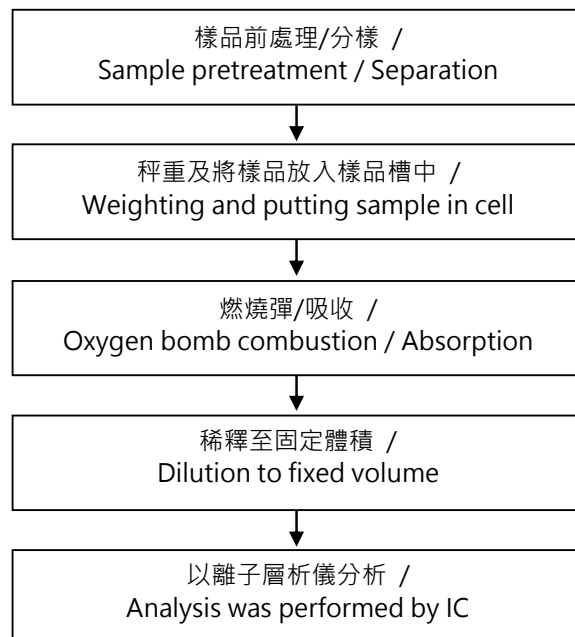 樣品前處理/分樣 /
Sample pretreatment / Separation
秤重及將樣品放入樣品槽中 /
Weighting and putting sample in cell
燃燒彈/吸收 /
Oxygen bomb combustion / Absorption
稀釋至固定體積 /
Dilution to fixed volume
以離子層析儀分析 /
Analysis was performed by IC